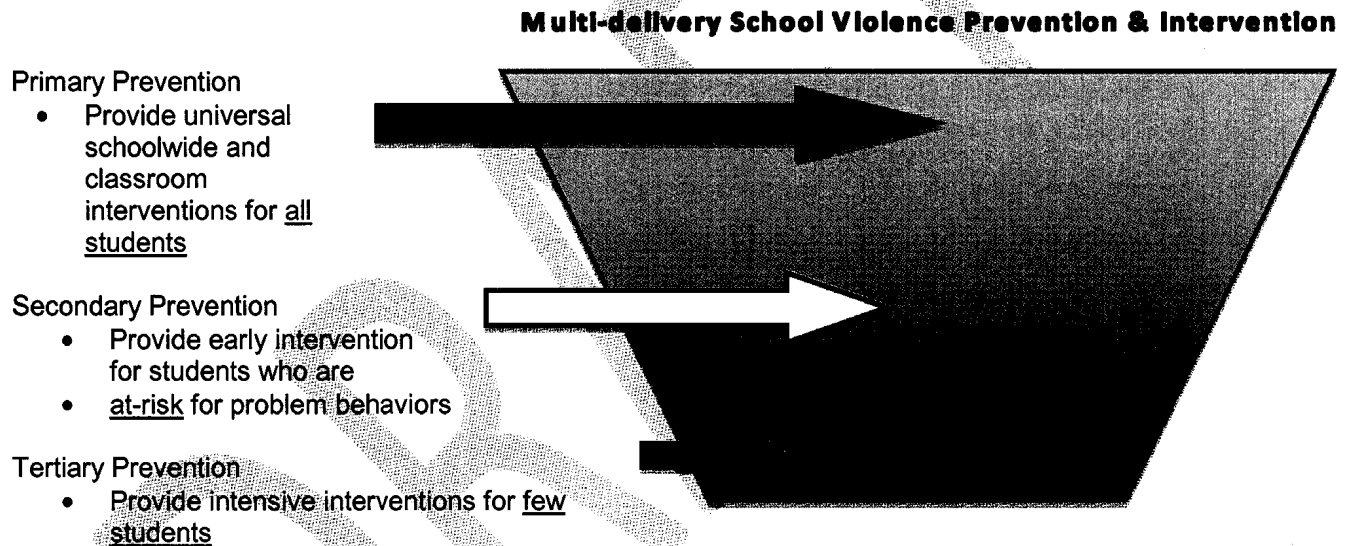 Multi-delivery School Violence Prevention & Intervention
Primary Prevention
• Provide universal
schoolwide and
classroom
interventions for all
students
Secondary Prevention
• Provide early intervention
for students who are
• at-risk for problem behaviors
Tertiary Prevention
• Provide intensive interventions for few
students